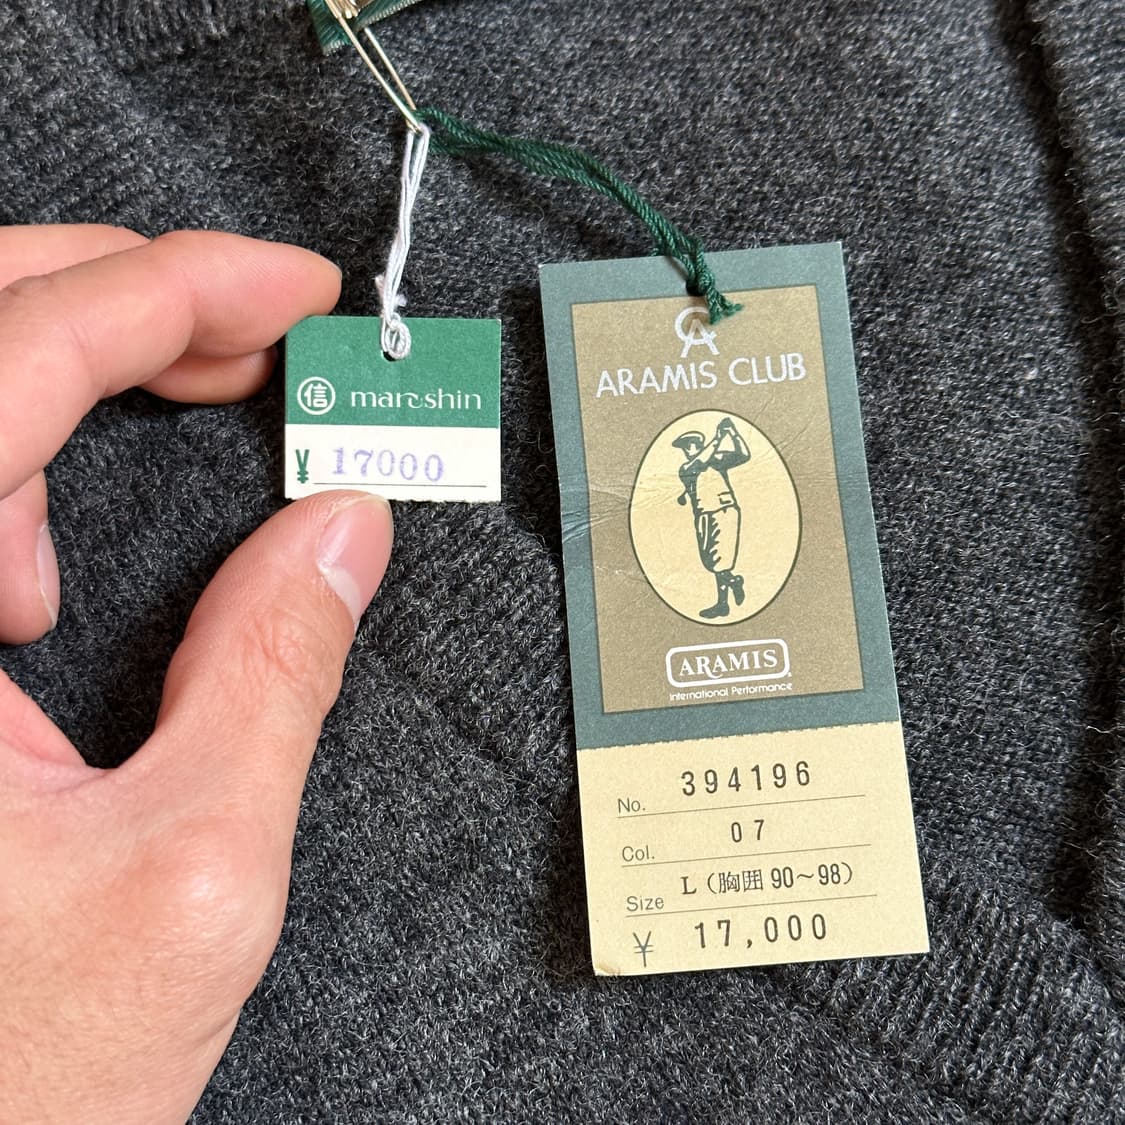 信 marushin
¥ 17000
CA
ARAMIS CLUB
ARAMIS
International Performance
No. 394196
Col. 07
Size L（胸囲 90〜98）
¥ 17,000